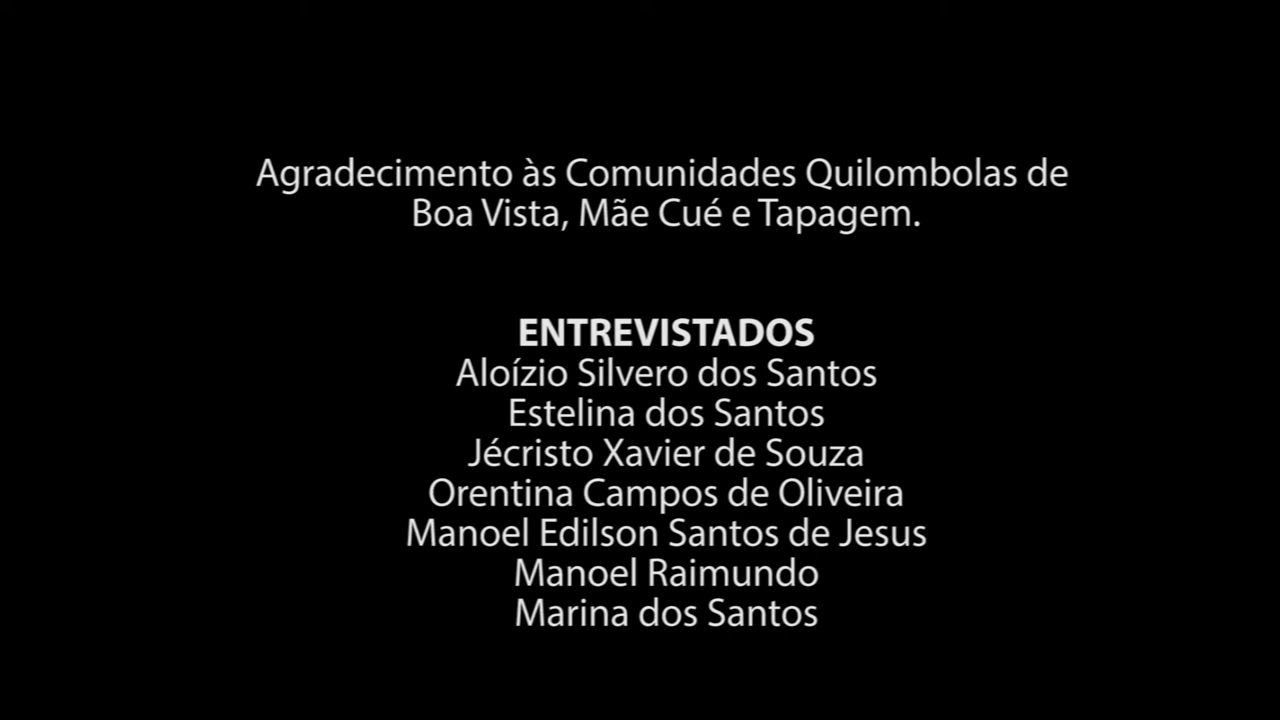 Agradecimento às Comunidades Quilombolas de
Boa Vista, Mãe Cué e Tapagem.
ENTREVISTADOS
Aloízio Silvero dos Santos
Estelina dos Santos
Jécristo Xavier de Souza
Orentina Campos de Oliveira
Manoel Edilson Santos de Jesus
Manoel Raimundo
Marina dos Santos